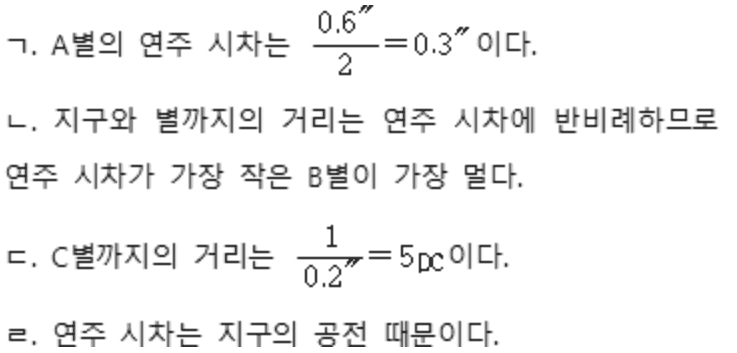 ㄱ. A별의 연주 시차는 0.6″/2=0.3″이다.
ㄴ. 지구와 별까지의 거리는 연주 시차에 반비례하므로
연주 시차가 가장 작은 B별이 가장 멀다.
ㄷ. C별까지의 거리는 1/0.2″=5pc이다.
ㄹ. 연주 시차는 지구의 공전 때문이다.